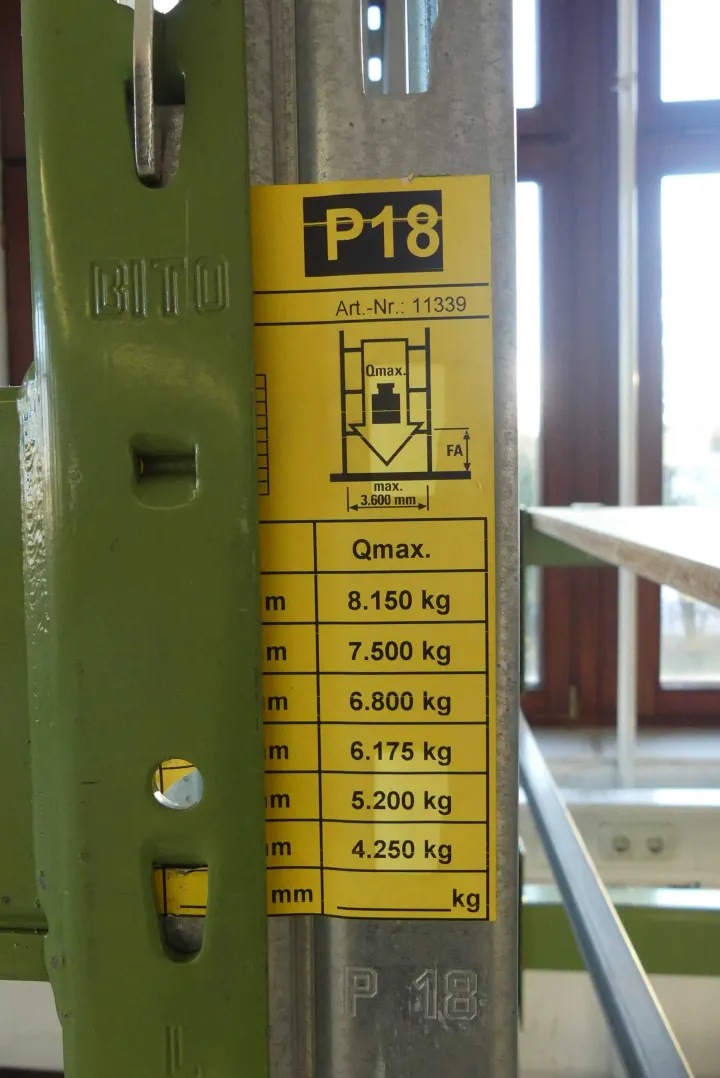 P18
BITO
Art.-Nr.: 11339
Qmax.
FA
max.
3.600 mm
Qmax.
m 8.150 kg
m 7.500 kg
m 6.800 kg
m 6.175 kg
m 5.200 kg
m 4.250 kg
mm kg
P 18
L